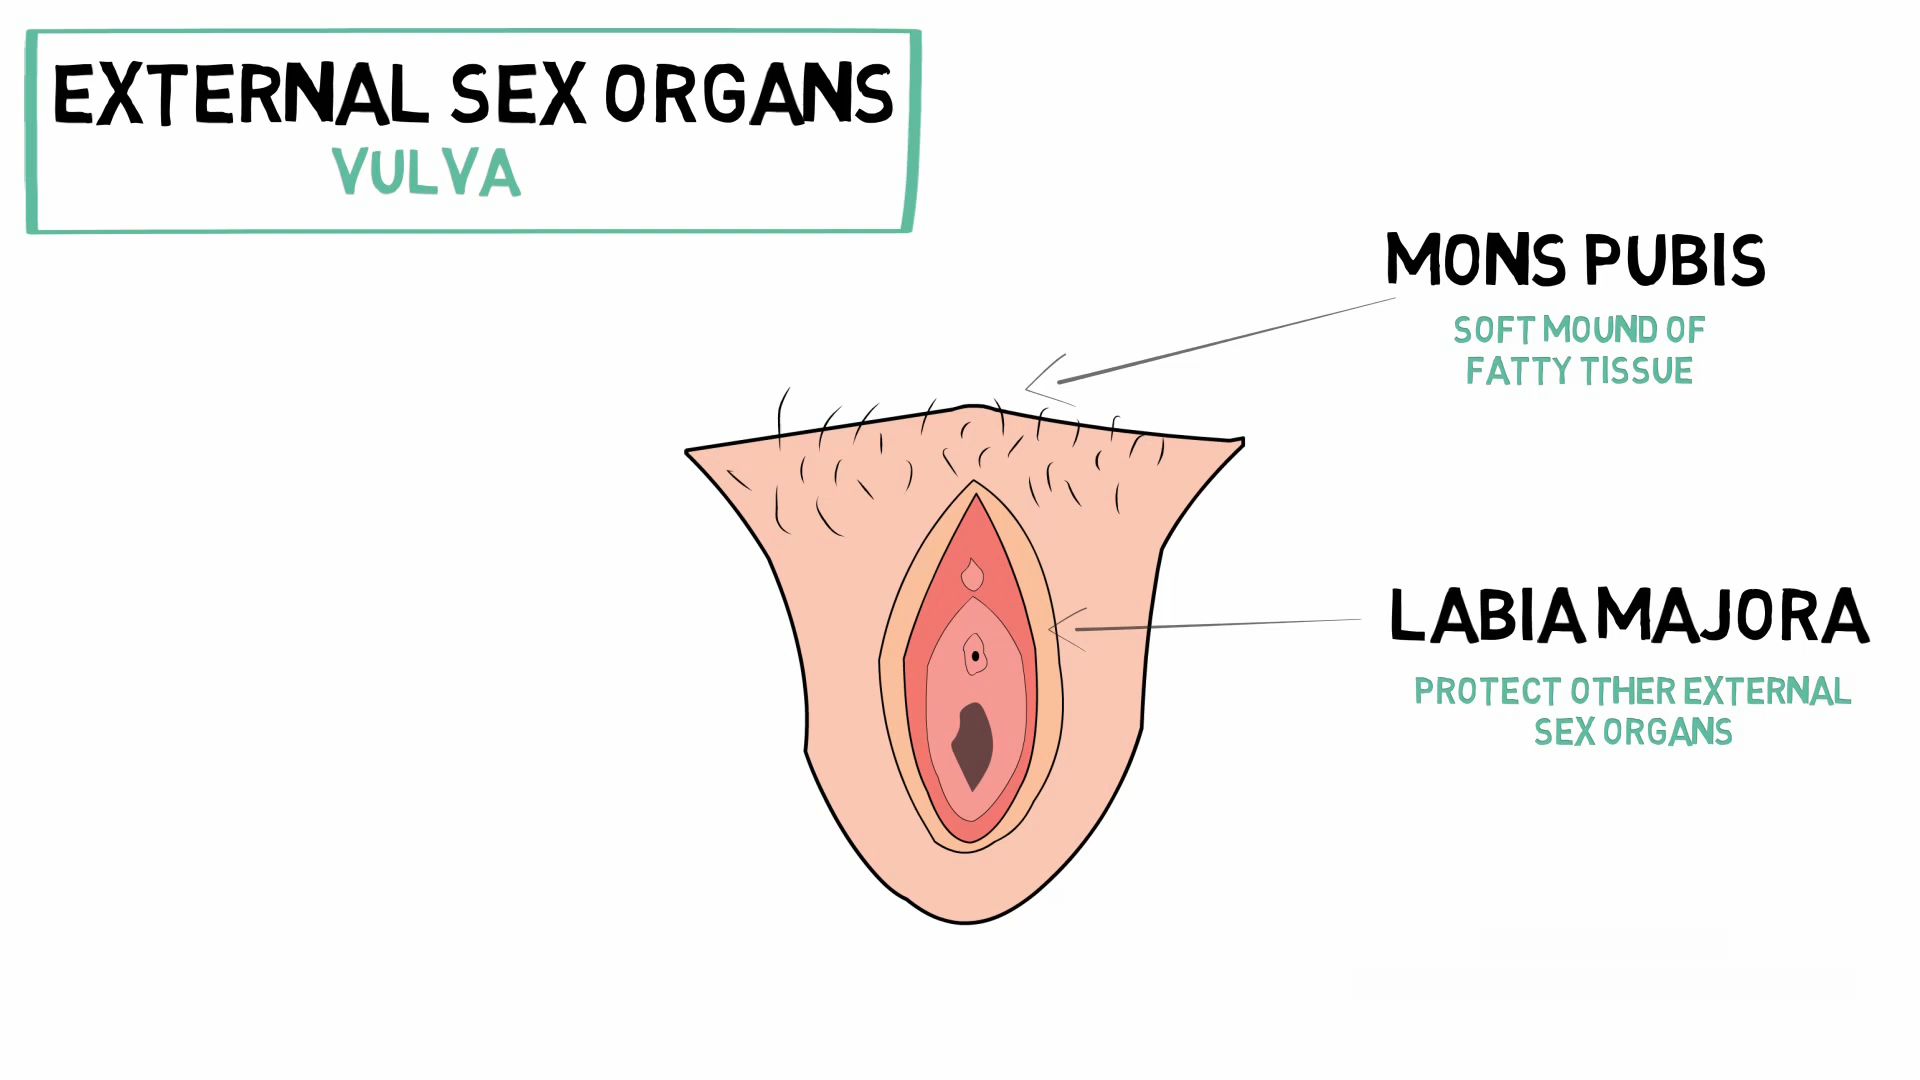 EXTERNAL SEX ORGANS
VULVA
MONS PUBIS
SOFT MOUND OF
FATTY TISSUE
LABIA MAJORA
PROTECT OTHER EXTERNAL
SEX ORGANS